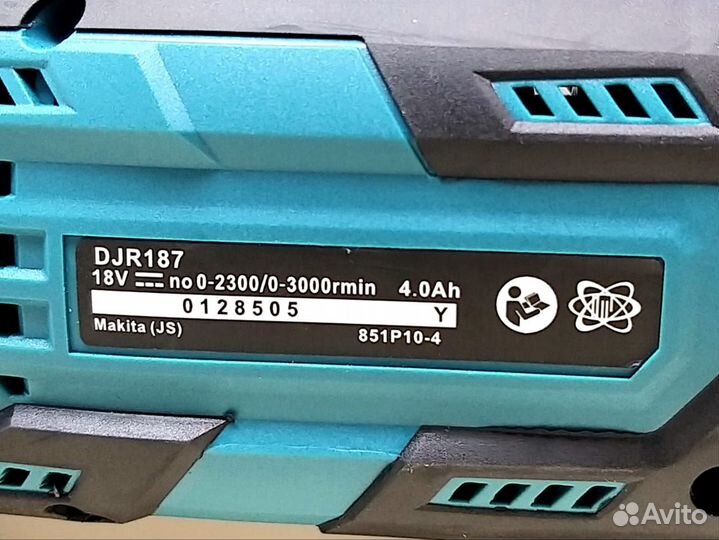 DJR187
18V no 0-2300/0-3000rmin 4.0Ah
0128505 Y
Makita (JS) 851P10-4
Avito